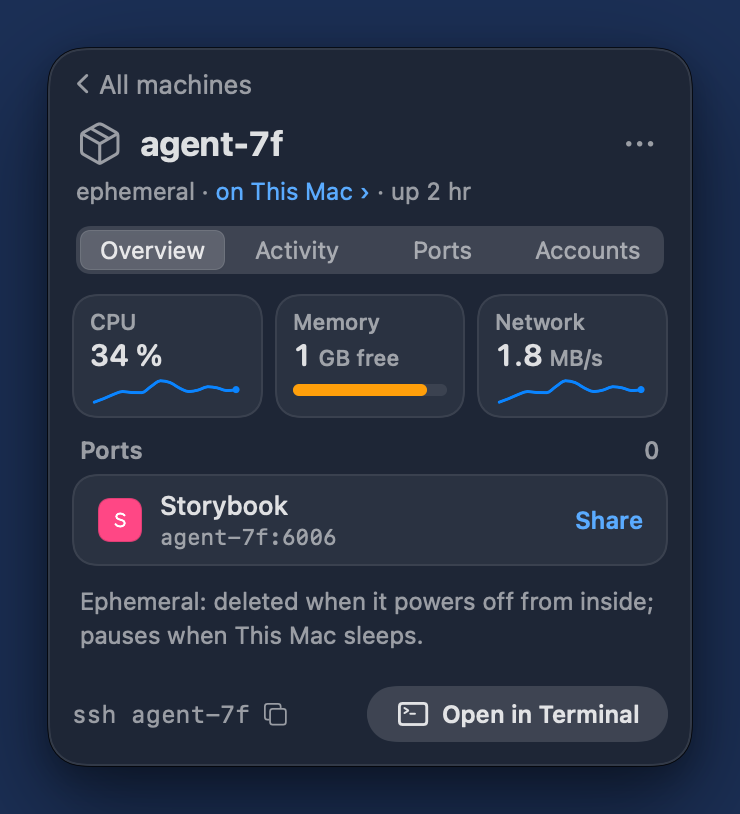 All machines
agent-7f
ephemeral · on This Mac › · up 2 hr
Overview Activity Ports Accounts
CPU Memory Network
34 % 1 GB free 1.8 MB/s
Ports 0
S Storybook Share
agent-7f:6006
Ephemeral: deleted when it powers off from inside;
pauses when This Mac sleeps.
ssh agent-7f Open in Terminal